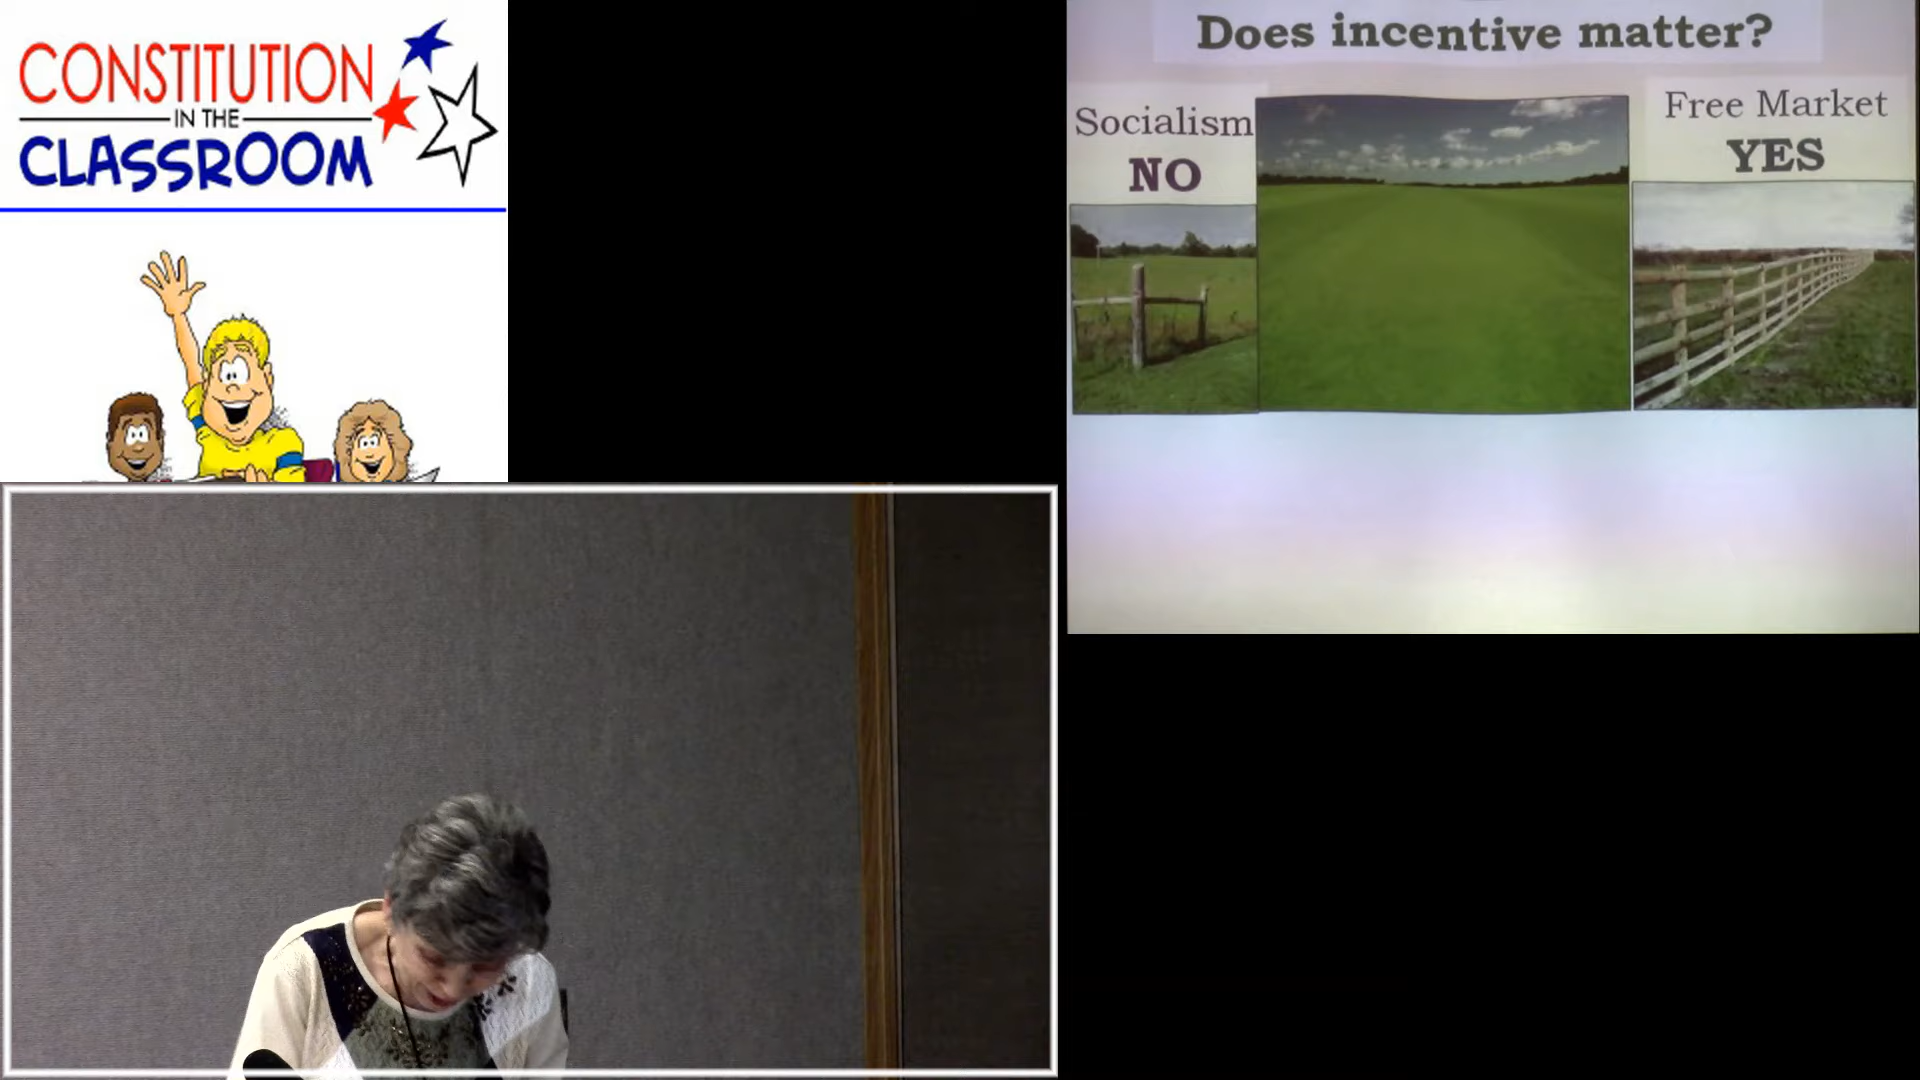 CONSTITUTION
IN THE
CLASSROOM
Does incentive matter?
Socialism
NO
Free Market
YES